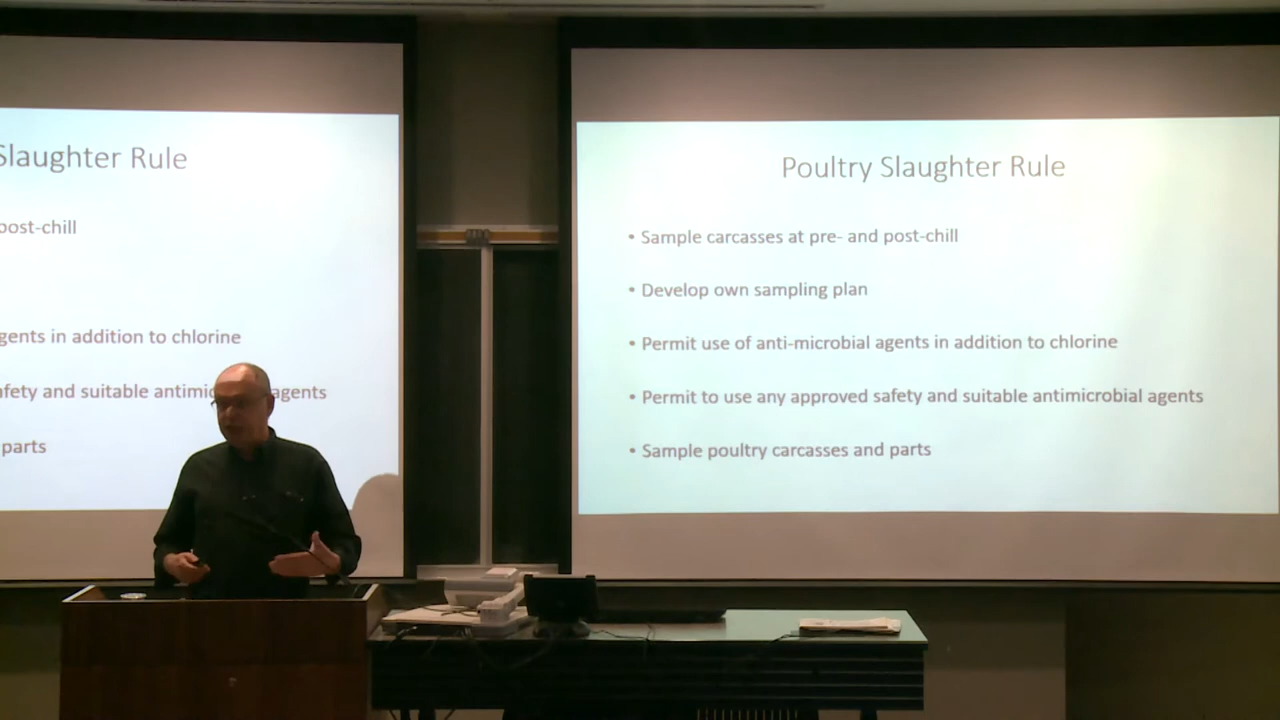 Slaughter Rule
post-chill
gents in addition to chlorine
fety and suitable antimic agents
parts
Poultry Slaughter Rule
• Sample carcasses at pre- and post-chill
• Develop own sampling plan
• Permit use of anti-microbial agents in addition to chlorine
• Permit to use any approved safety and suitable antimicrobial agents
• Sample poultry carcasses and parts